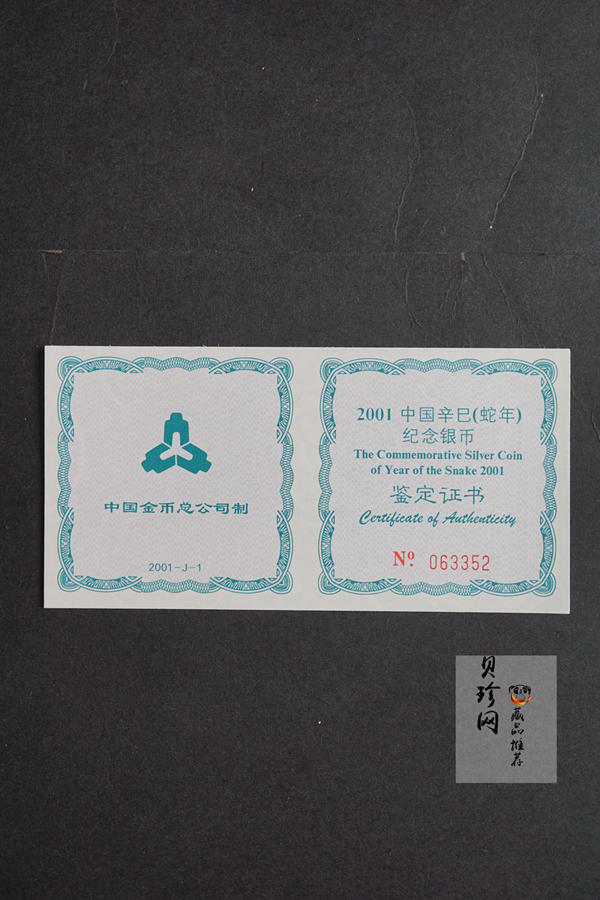 中国金币总公司制
2001-J-1
2001 中国辛巳(蛇年)
纪念银币
The Commemorative Silver Coin
of Year of the Snake 2001
鉴定证书
Certificate of Authenticity
Nº. 063352
贝珍网
藏品推荐